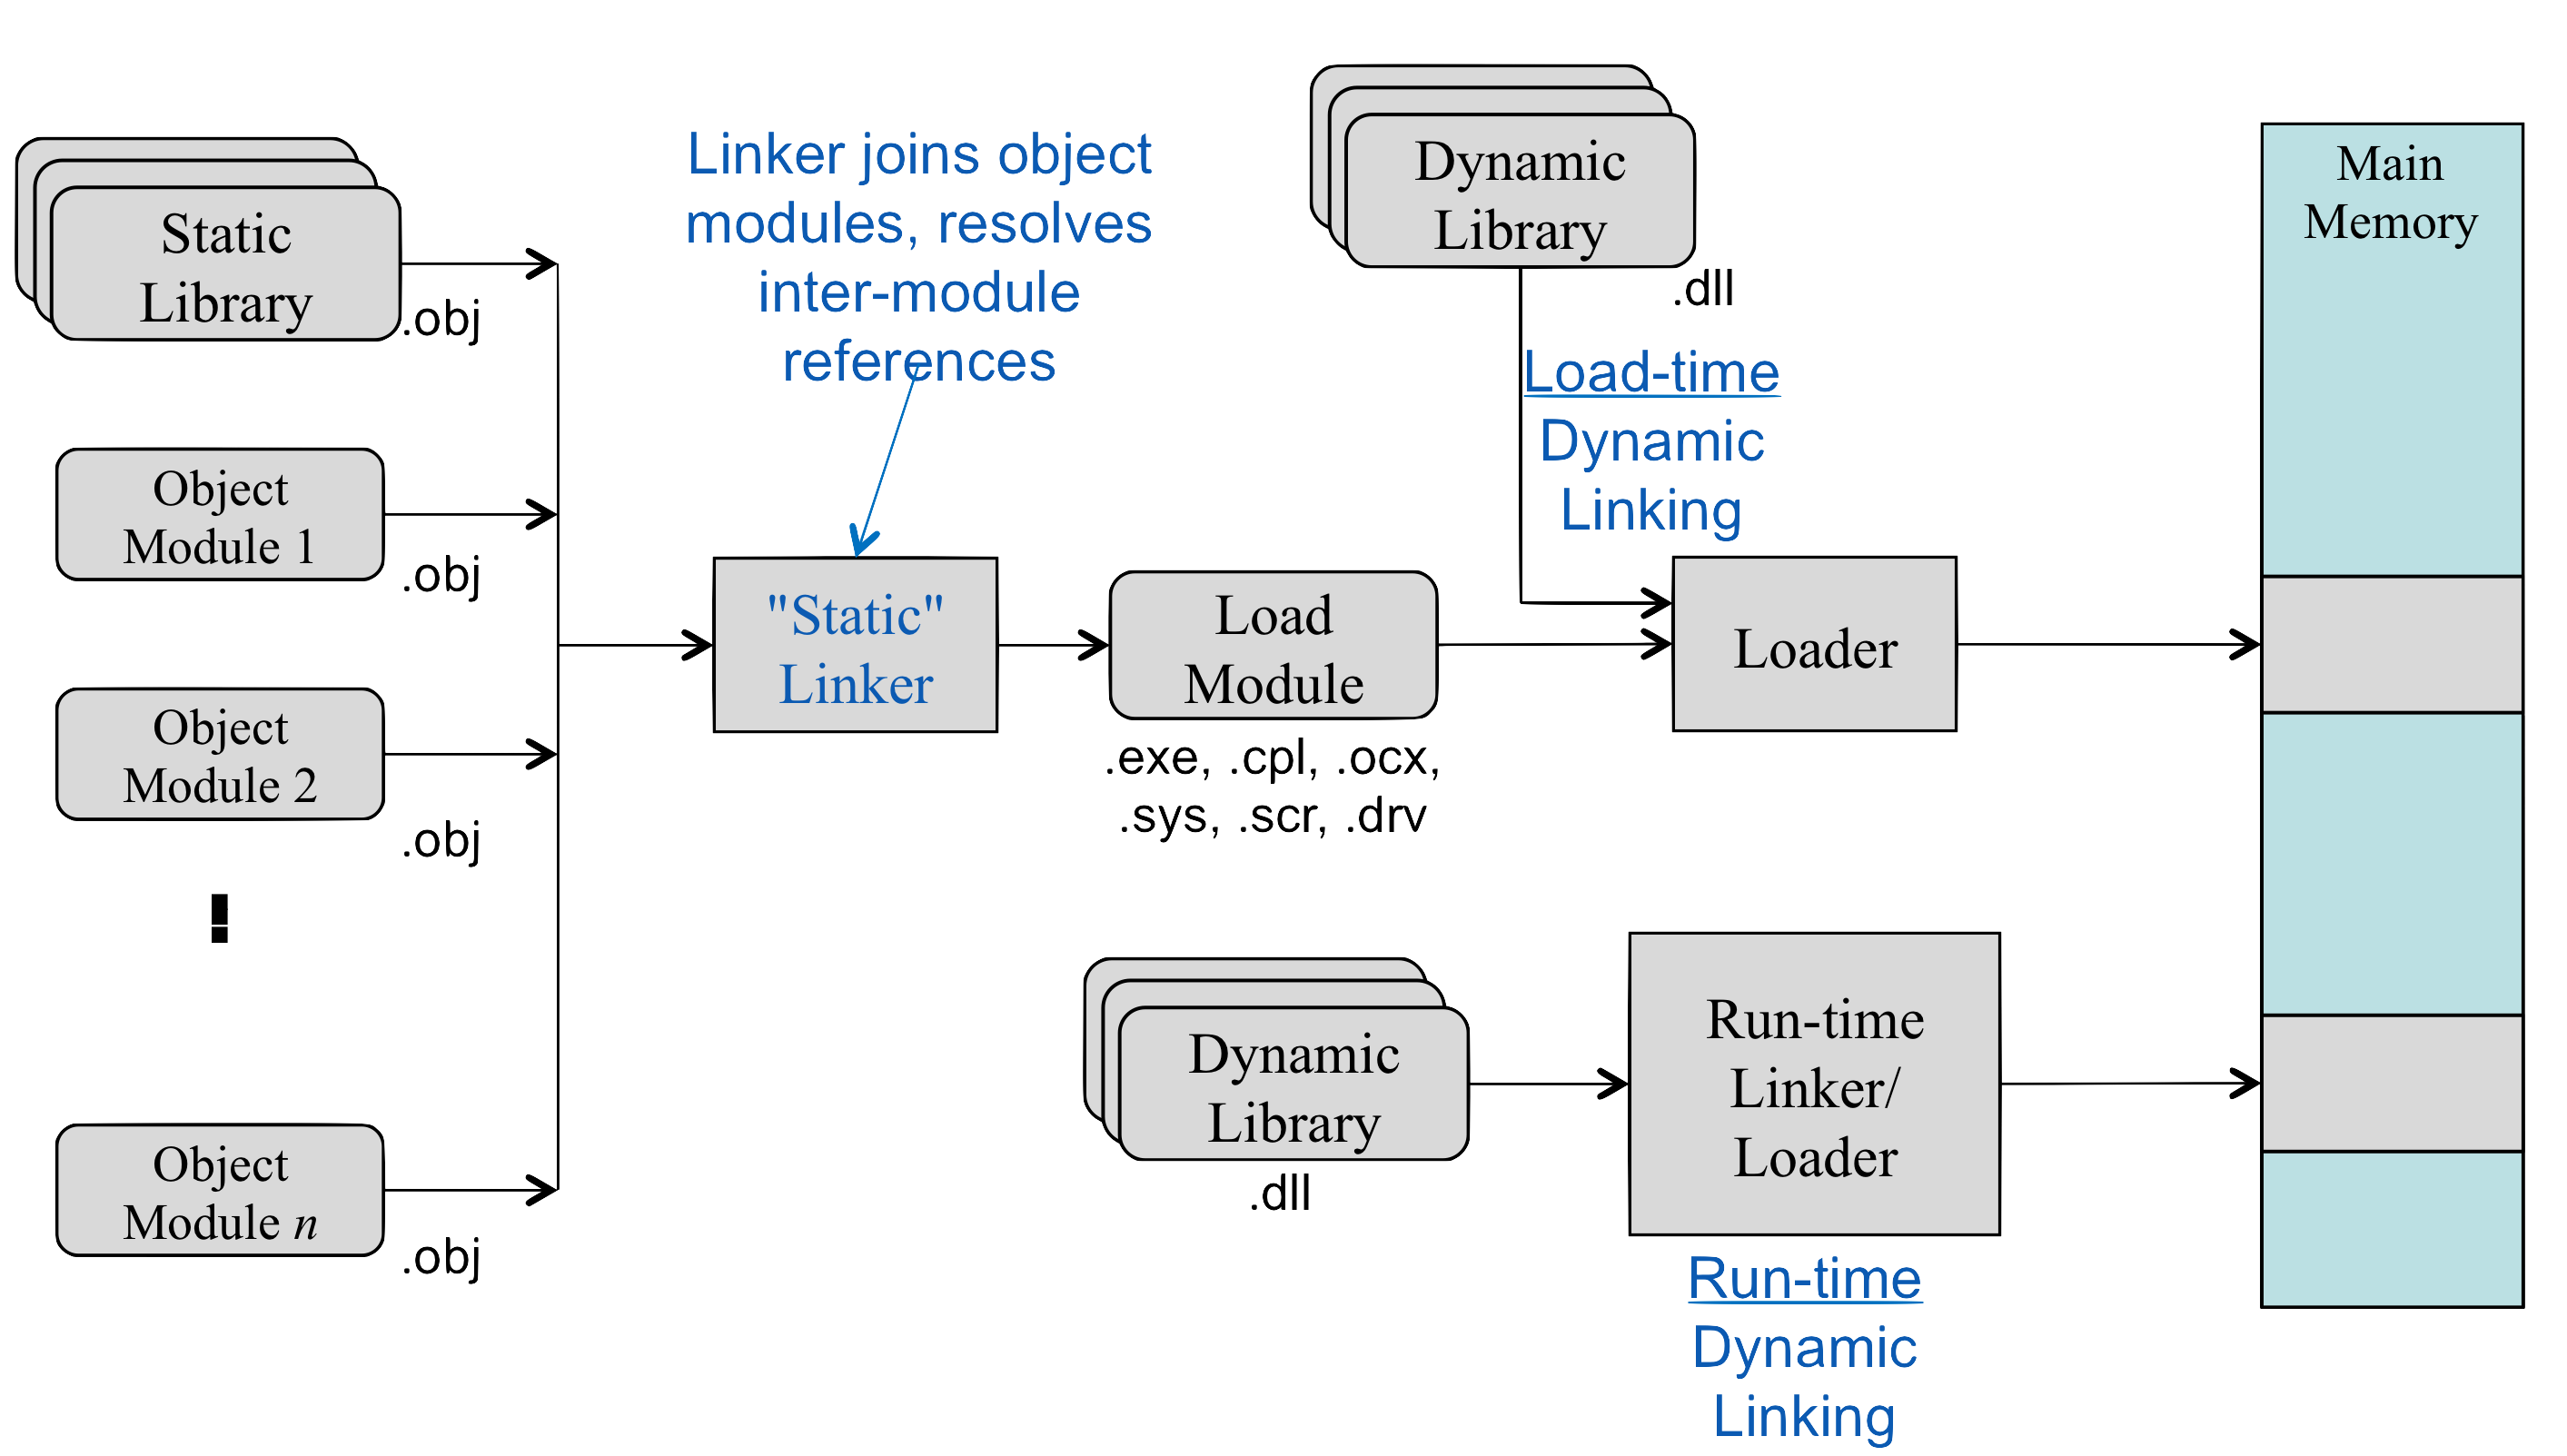 Static
Library
.obj
Object
Module 1
.obj
Object
Module 2
.obj
Object
Module n
.obj
Linker joins object
modules, resolves
inter-module
references
"Static"
Linker
Load
Module
.exe, .cpl, .ocx,
.sys, .scr, .drv
Dynamic
Library
.dll
Load-time
Dynamic
Linking
Loader
Dynamic
Library
.dll
Run-time
Linker/
Loader
Run-time
Dynamic
Linking
Main
Memory